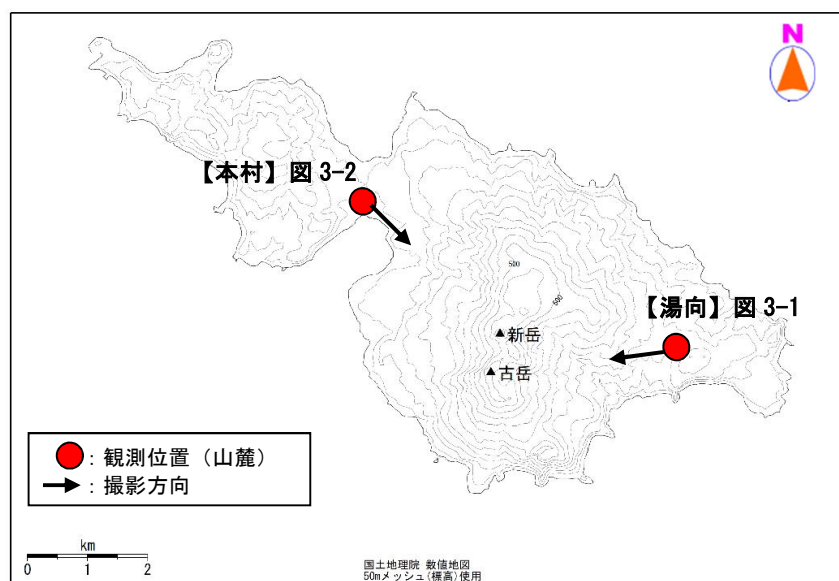 N
【本村】図 3-2
500
600
【湯向】図 3-1
新岳
古岳
：観測位置（山麓）
：撮影方向
km
0 1 2
国土地理院 数値地図
50mメッシュ(標高)使用